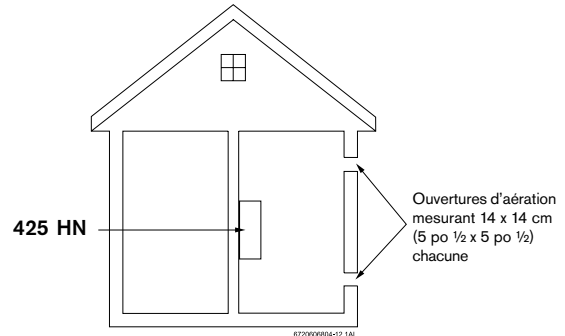 425 HN
Ouvertures d'aération
mesurant 14 x 14 cm
(5 po ½ x 5 po ½)
chacune
6720606804-12.1AL